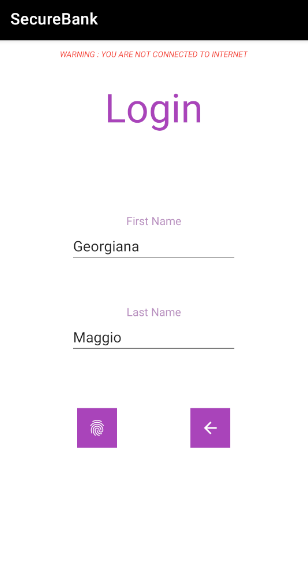 SecureBank
WARNING : YOU ARE NOT CONNECTED TO INTERNET
Login
First Name
Georgiana
Last Name
Maggio